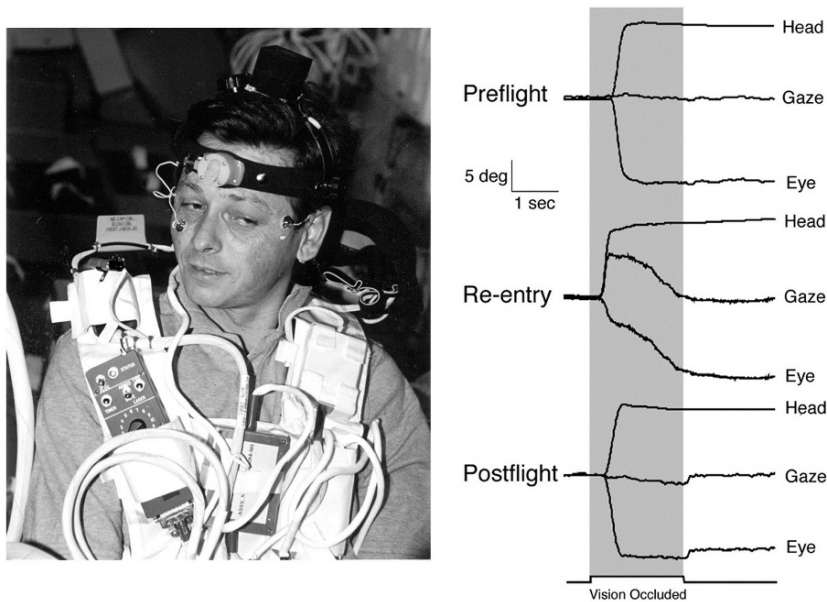 Preflight
Head
Gaze
Eye
5 deg
1 sec
Re-entry
Head
Gaze
Eye
Postflight
Head
Gaze
Eye
Vision Occluded